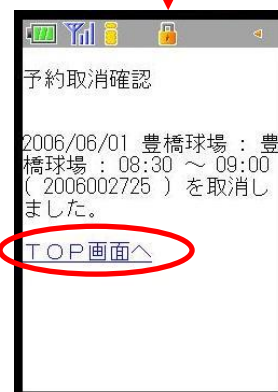 予約取消確認
2006/06/01 豊橋球場 : 豊
橋球場 : 08:30 ～ 09:00
( 2006002725 ) を取消し
ました。
ＴＯＰ画面へ